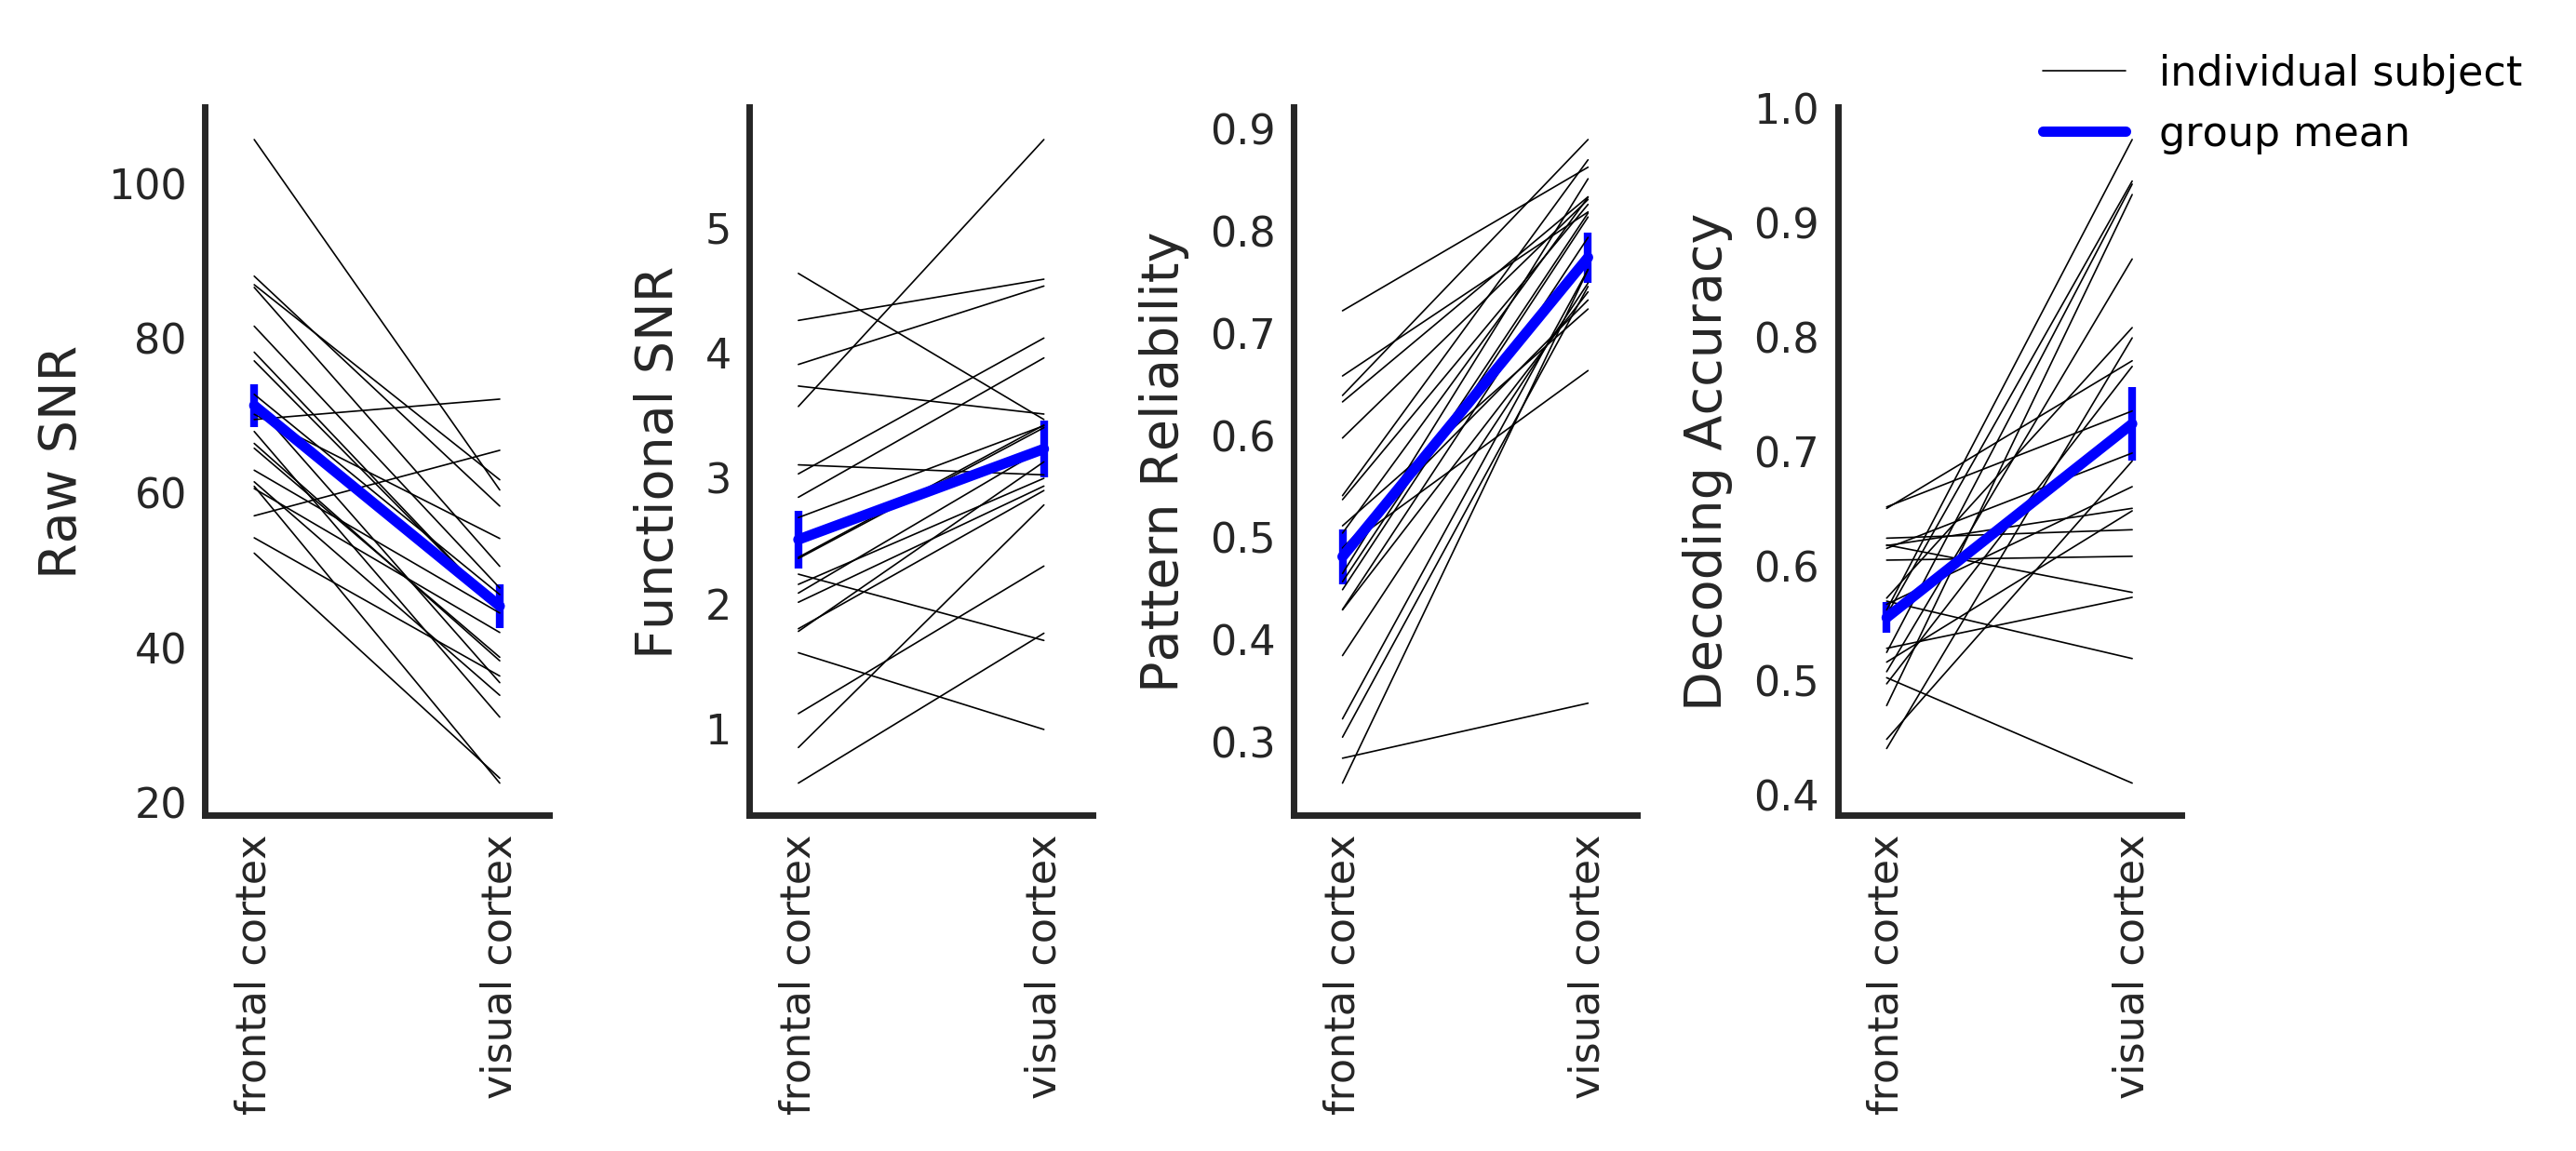 individual subject
group mean
Raw SNR
100
80
60
40
20
frontal cortex
visual cortex
Functional SNR
5
4
3
2
1
frontal cortex
visual cortex
Pattern Reliability
0.9
0.8
0.7
0.6
0.5
0.4
0.3
frontal cortex
visual cortex
Decoding Accuracy
1.0
0.9
0.8
0.7
0.6
0.5
0.4
frontal cortex
visual cortex